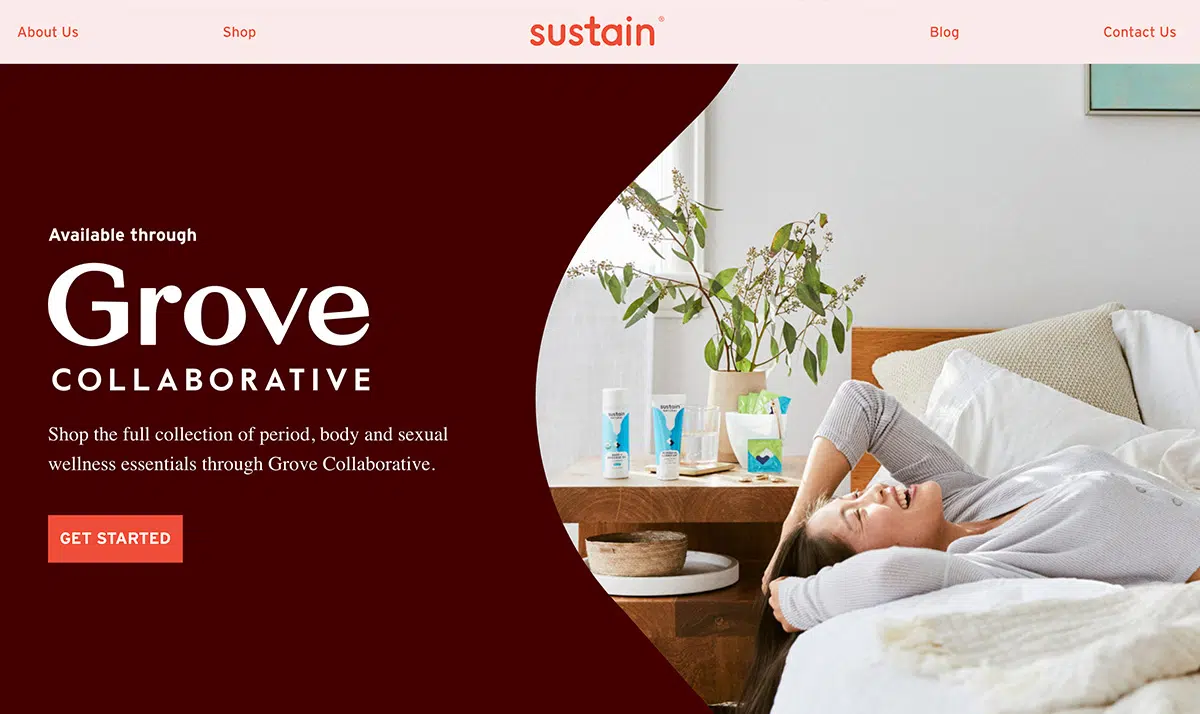 About Us
Shop
sustain®
Blog
Contact Us
Available through
Grove
COLLABORATIVE
Shop the full collection of period, body and sexual
wellness essentials through Grove Collaborative.
GET STARTED
sustain
sustain